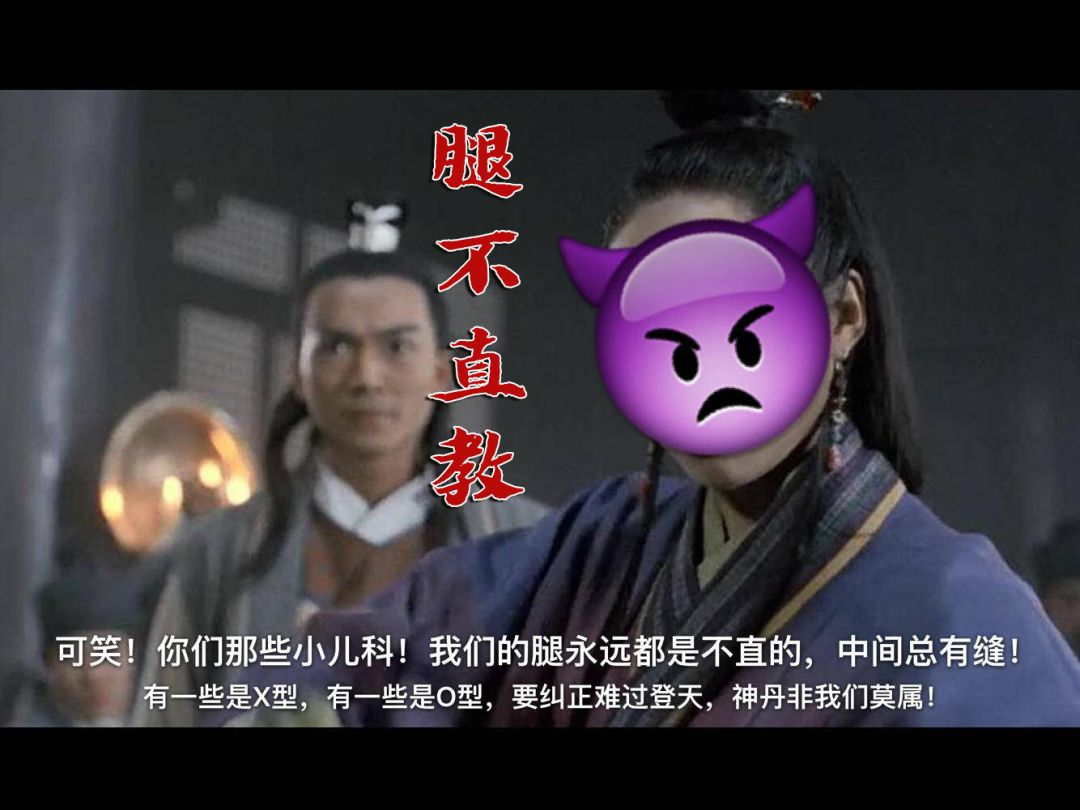 腿不直教
可笑！你们那些小儿科！我们的腿永远都是不直的，中间总有缝！
有一些是X型，有一些是O型，要纠正难过登天，神丹非我们莫属！